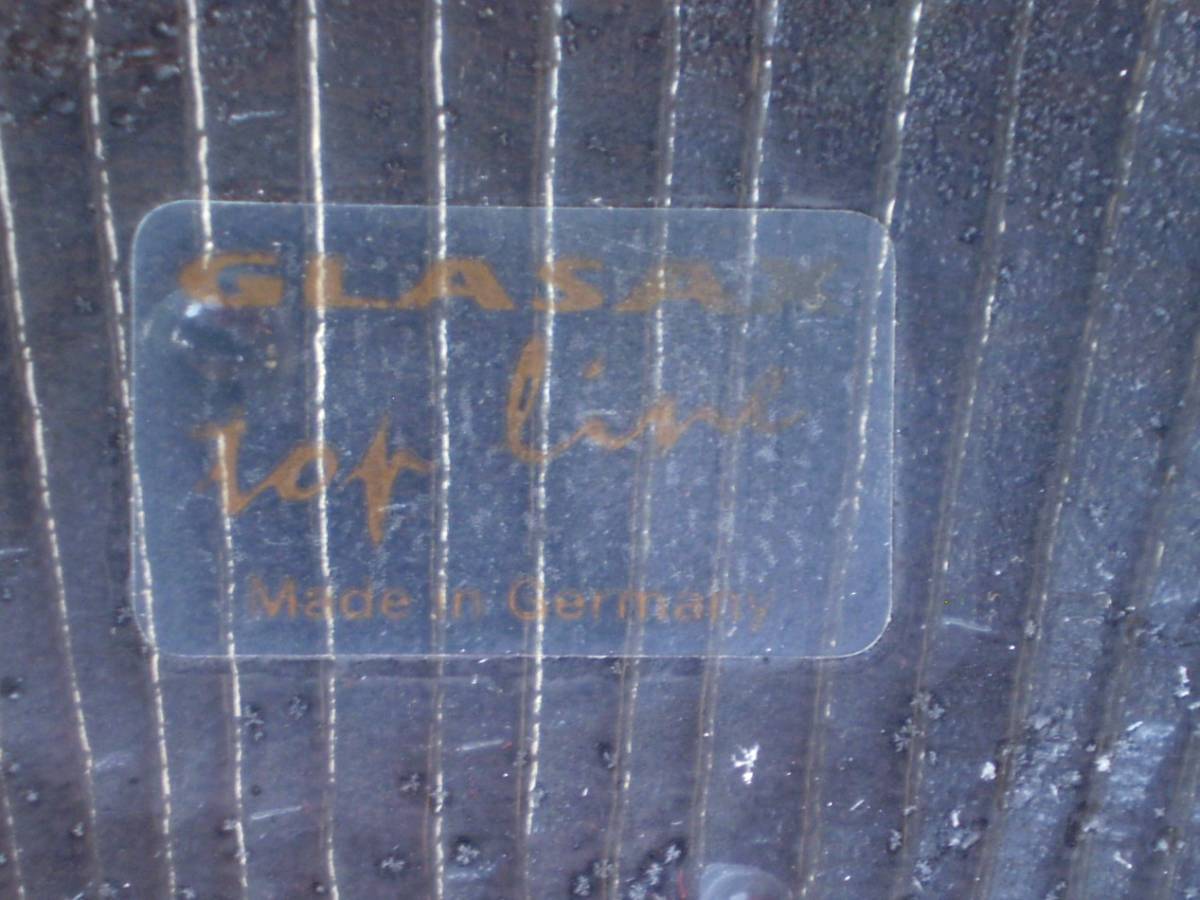 GLASAX
top line
Made in Germany